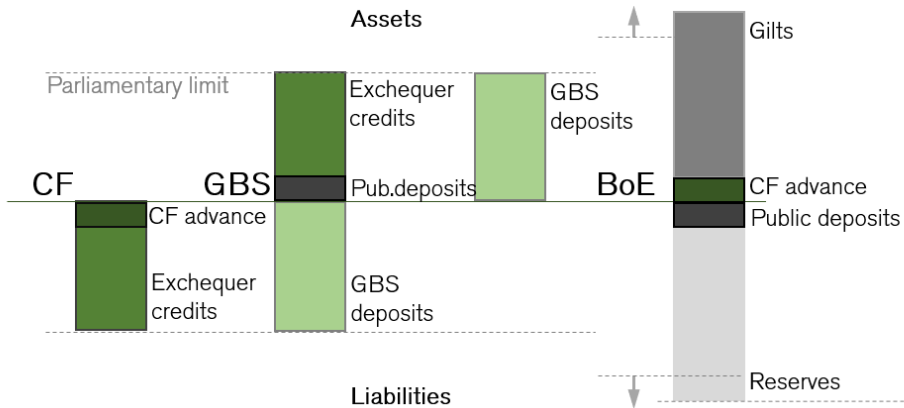 Assets
Gilts
Parliamentary limit
Exchequer
credits
GBS
deposits
CF
GBS
Pub.deposits
BoE
CF advance
CF advance
Public deposits
Exchequer
credits
GBS
deposits
Reserves
Liabilities